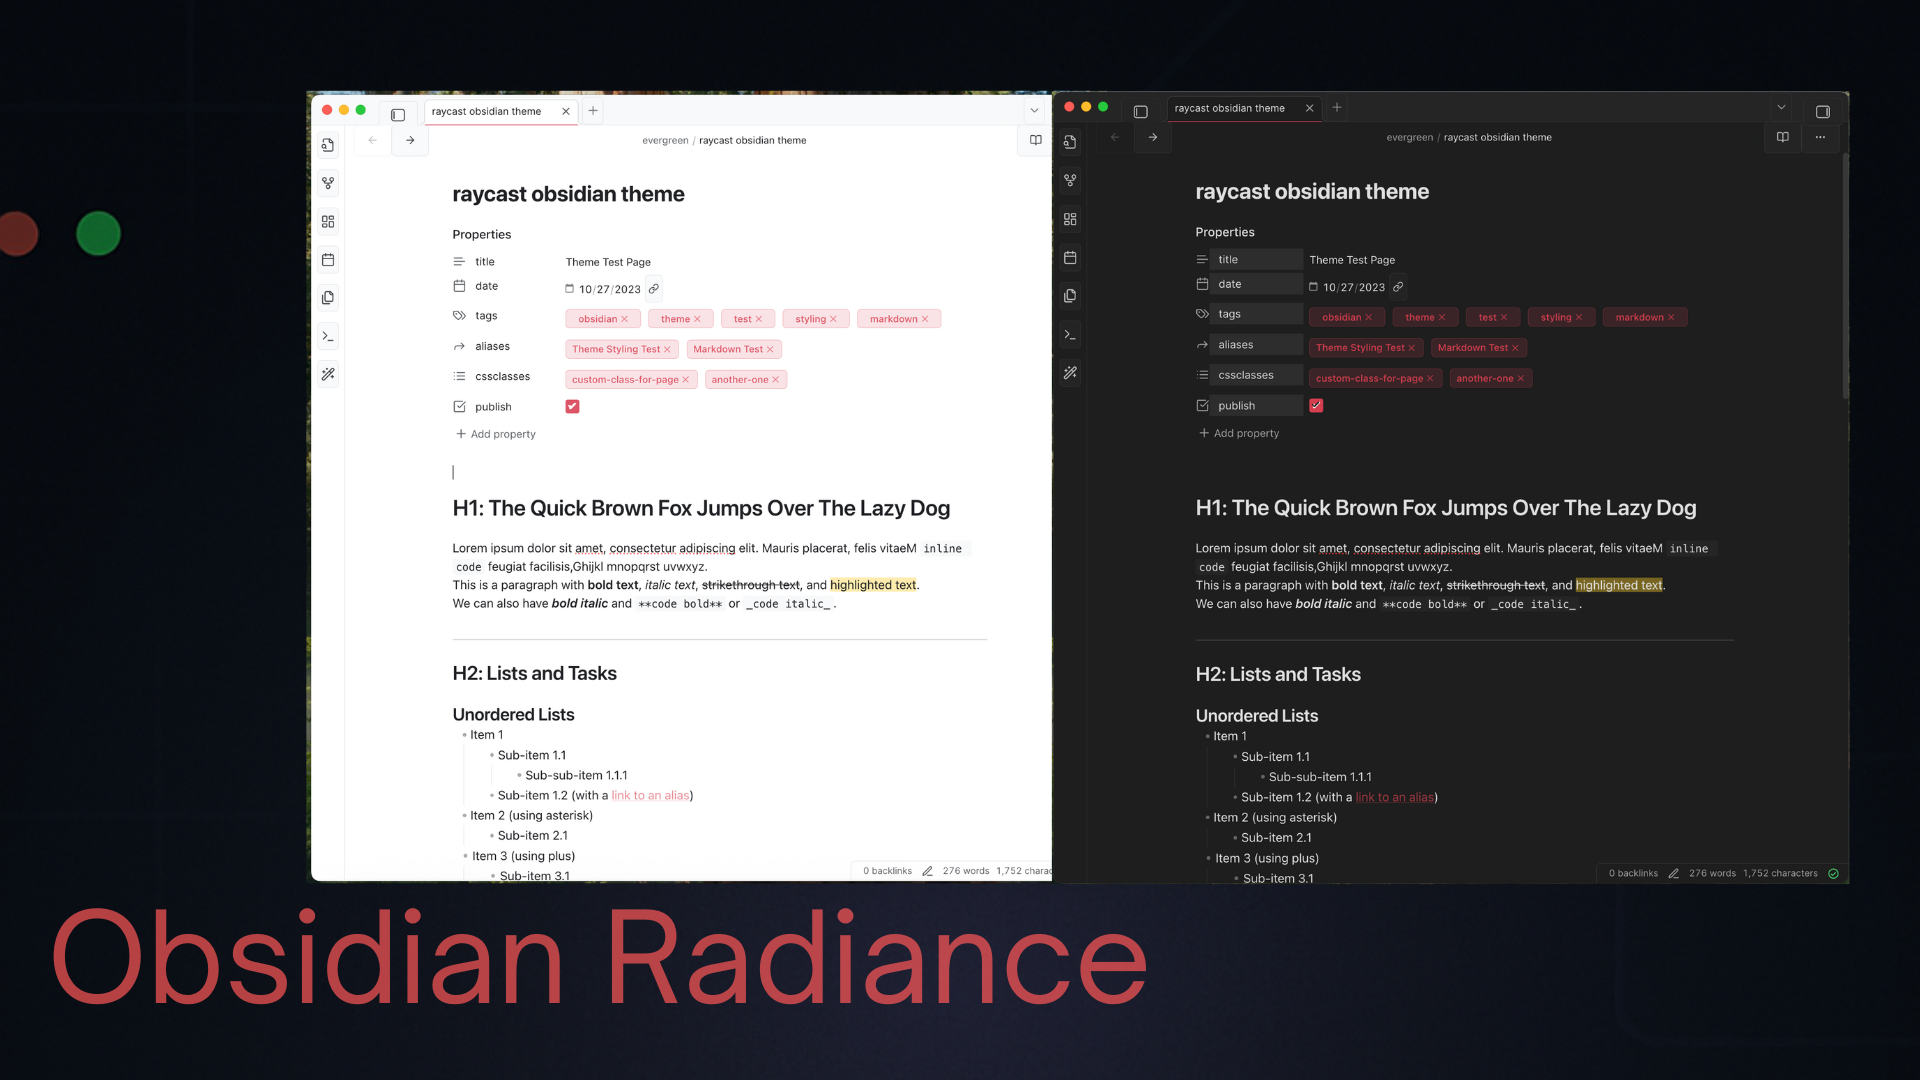 raycast obsidian theme
evergreen / raycast obsidian theme
raycast obsidian theme
Properties
title Theme Test Page
date 10/27/2023
tags obsidian theme test styling markdown
aliases Theme Styling Test Markdown Test
cssclasses custom-class-for-page another-one
publish
Add property
H1: The Quick Brown Fox Jumps Over The Lazy Dog
Lorem ipsum dolor sit amet, consectetur adipiscing elit. Mauris placerat, felis vitaeM inline
code feugiat facilisis,Ghijkl mnopqrst uvwxyz.
This is a paragraph with bold text, italic text, strikethrough text, and highlighted text.
We can also have bold italic and **code bold** or _code italic_.
H2: Lists and Tasks
Unordered Lists
• Item 1
• Sub-item 1.1
• Sub-sub-item 1.1.1
• Sub-item 1.2 (with a link to an alias)
• Item 2 (using asterisk)
• Sub-item 2.1
• Item 3 (using plus)
• Sub-item 3.1
0 backlinks 276 words 1,752 charac
raycast obsidian theme
evergreen / raycast obsidian theme
raycast obsidian theme
Properties
title Theme Test Page
date 10/27/2023
tags obsidian theme test styling markdown
aliases Theme Styling Test Markdown Test
cssclasses custom-class-for-page another-one
publish
Add property
H1: The Quick Brown Fox Jumps Over The Lazy Dog
Lorem ipsum dolor sit amet, consectetur adipiscing elit. Mauris placerat, felis vitaeM inline
code feugiat facilisis,Ghijkl mnopqrst uvwxyz.
This is a paragraph with bold text, italic text, strikethrough text, and highlighted text.
We can also have bold italic and **code bold** or _code italic_.
H2: Lists and Tasks
Unordered Lists
• Item 1
• Sub-item 1.1
• Sub-sub-item 1.1.1
• Sub-item 1.2 (with a link to an alias)
• Item 2 (using asterisk)
• Sub-item 2.1
• Item 3 (using plus)
• Sub-item 3.1
0 backlinks 276 words 1,752 characters
Obsidian Radiance